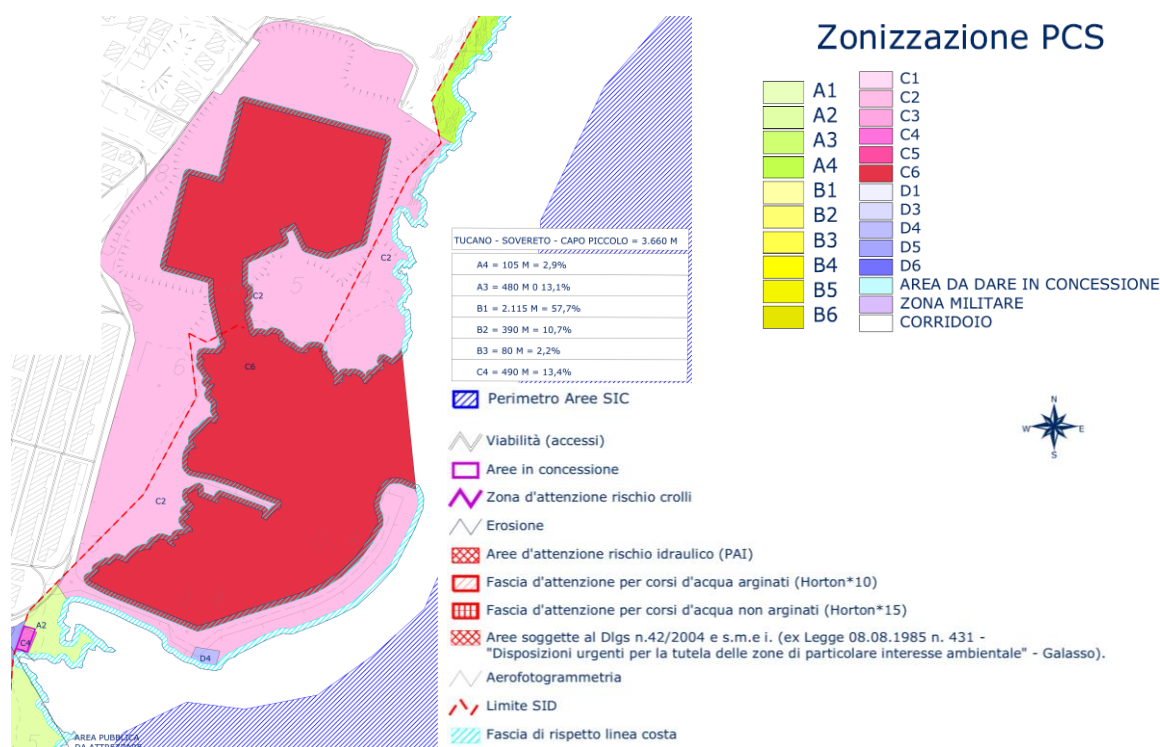 Zonizzazione PCS
A1
A2
A3
A4
B1
B2
B3
B4
B5
B6
C1
C2
C3
C4
C5
C6
D1
D3
D4
D5
D6
AREA DA DARE IN CONCESSIONE
ZONA MILITARE
CORRIDOIO
TUCANO - SOVERETO - CAPO PICCOLO = 3.660 M
A4 = 105 M = 2,9%
A3 = 480 M 0 13,1%
B1 = 2.115 M = 57,7%
B2 = 390 M = 10,7%
B3 = 80 M = 2,2%
C4 = 490 M = 13,4%
Perimetro Aree SIC
Viabilità (accessi)
Aree in concessione
Zona d'attenzione rischio crolli
Erosione
Aree d'attenzione rischio idraulico (PAI)
Fascia d'attenzione per corsi d'acqua arginati (Horton*10)
Fascia d'attenzione per corsi d'acqua non arginati (Horton*15)
Aree soggette al Dlgs n.42/2004 e s.m.e i. (ex Legge 08.08.1985 n. 431 -
"Disposizioni urgenti per la tutela delle zone di particolare interesse ambientale" - Galasso).
Aerofotogrammetria
Limite SID
Fascia di rispetto linea costa
N
W
E
S
C2
C2
C6
C2
A2
C4
D4
AREA PUBBLICA
DA ATTREZZARE